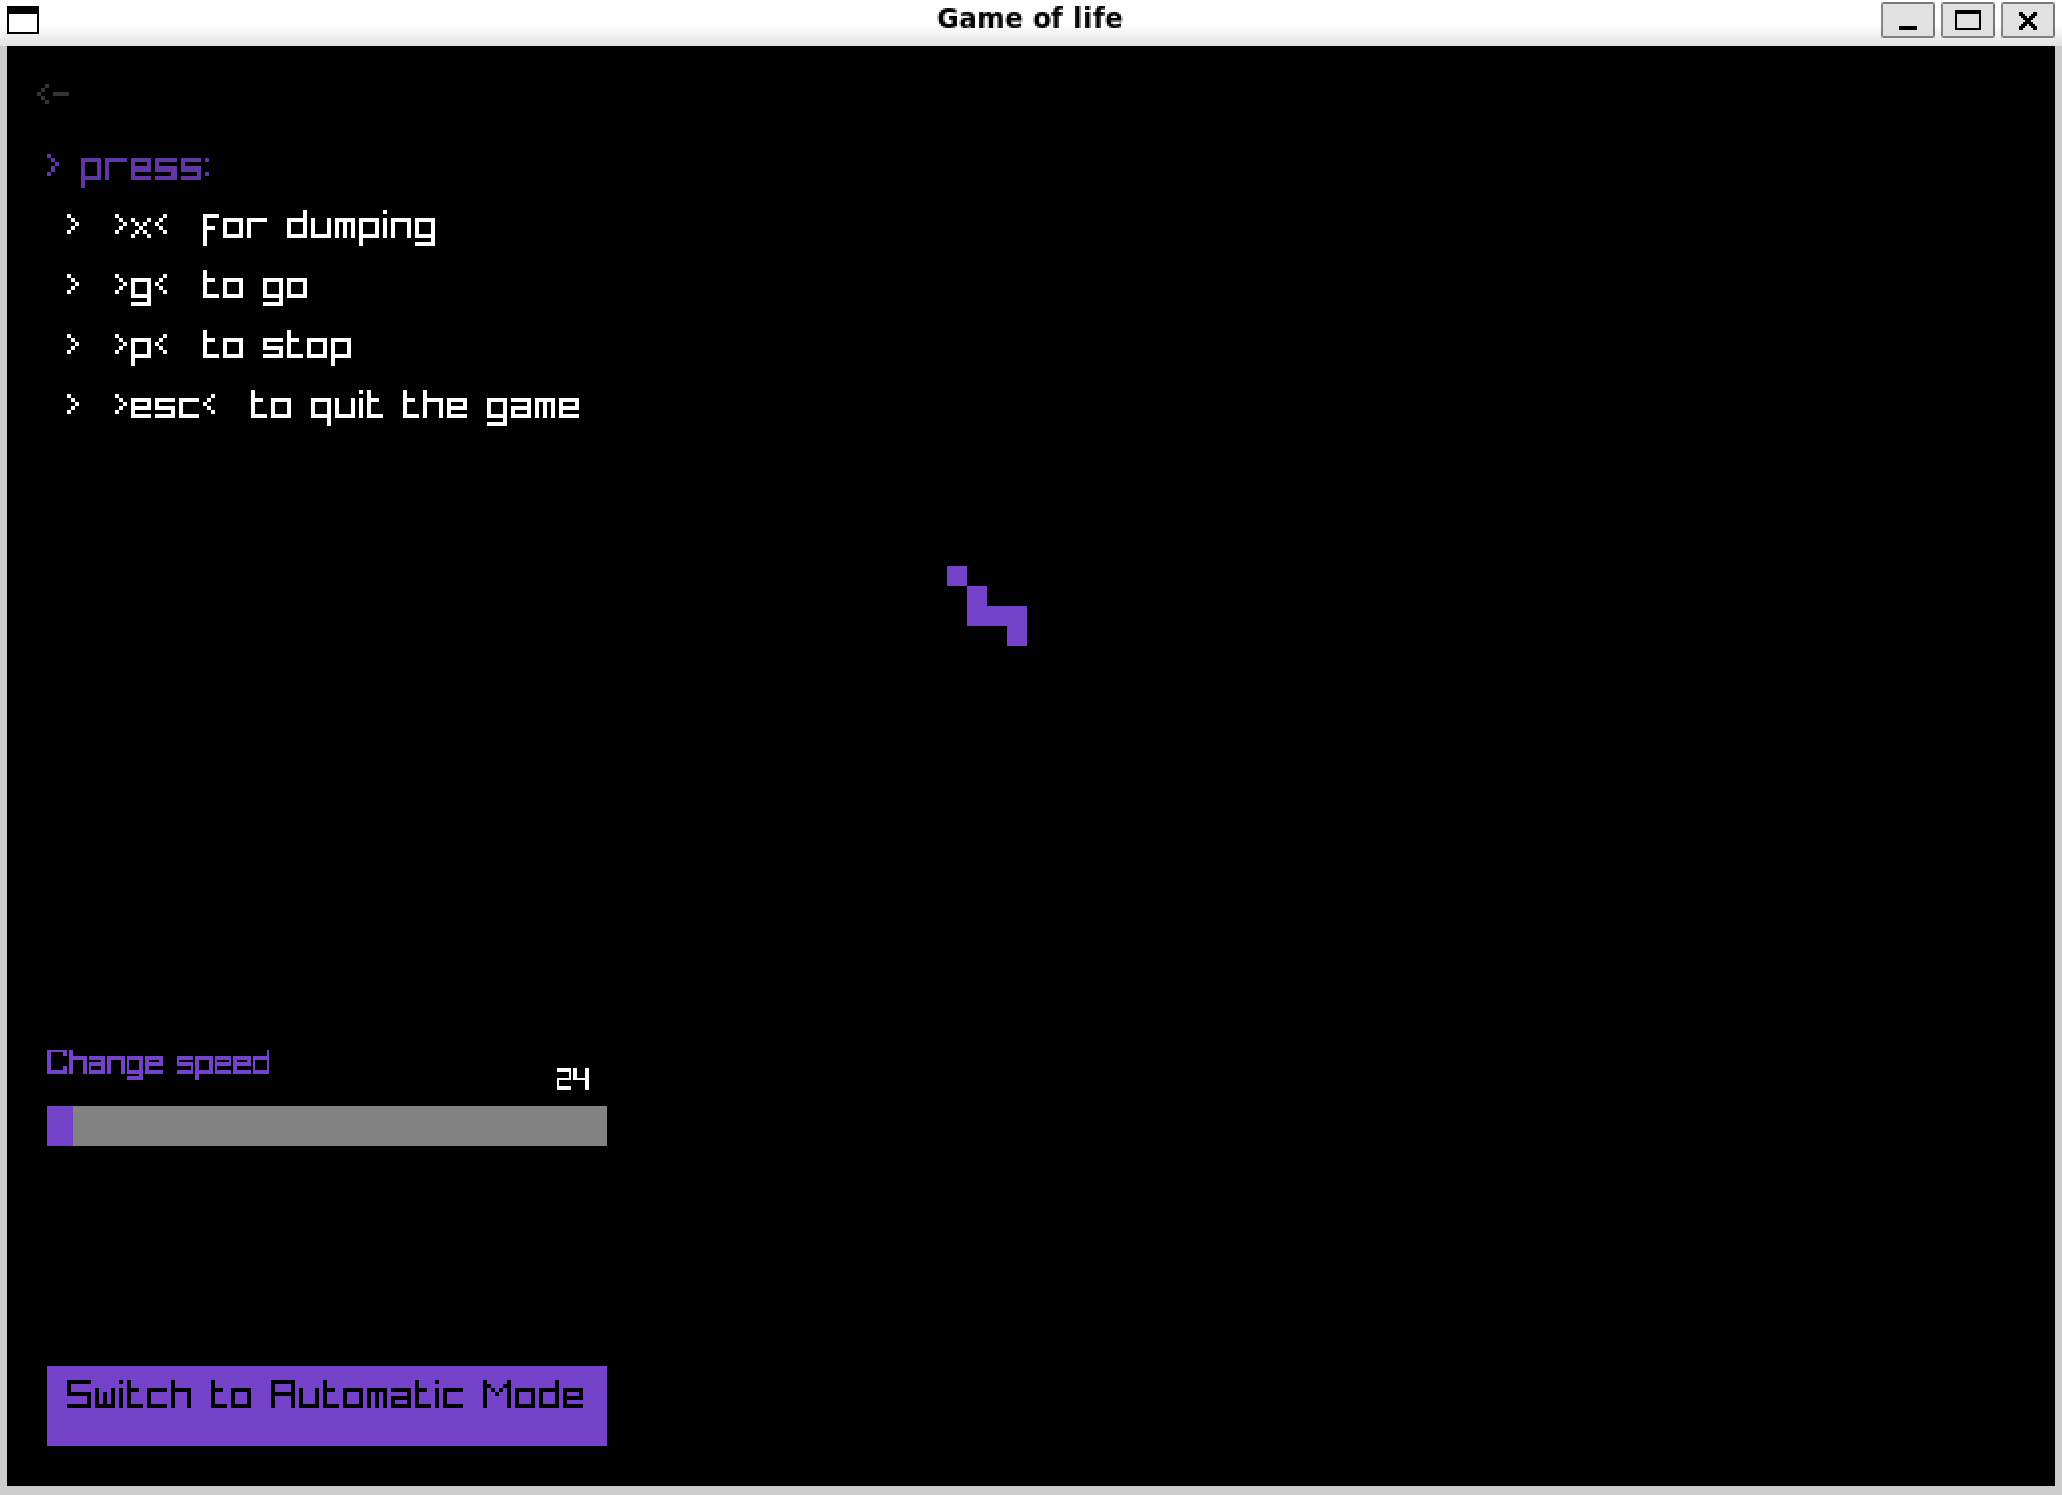 Game of life
<-
> press:
> >x< for dumping
> >g< to go
> >p< to stop
> >esc< to quit the game
Change speed
24
Switch to Automatic Mode